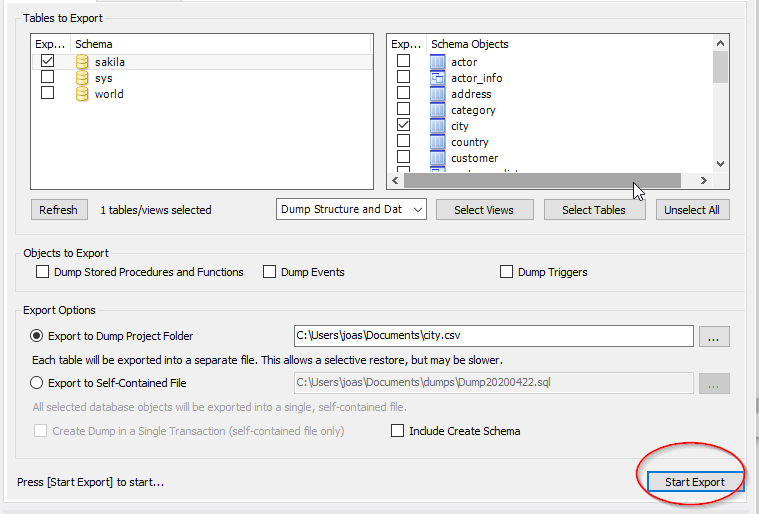 Tables to Export
Exp... Schema
sakila
sys
world
Exp... Schema Objects
actor
actor_info
address
category
city
country
customer
Refresh 1 tables/views selected Dump Structure and Dat Select Views Select Tables Unselect All
Objects to Export
Dump Stored Procedures and Functions Dump Events Dump Triggers
Export Options
Export to Dump Project Folder C:\Users\joas\Documents\city.csv ...
Each table will be exported into a separate file. This allows a selective restore, but may be slower.
Export to Self-Contained File C:\Users\joas\Documents\dumps\Dump20200422.sql ...
All selected database objects will be exported into a single, self-contained file.
Create Dump in a Single Transaction (self-contained file only) Include Create Schema
Press [Start Export] to start... Start Export